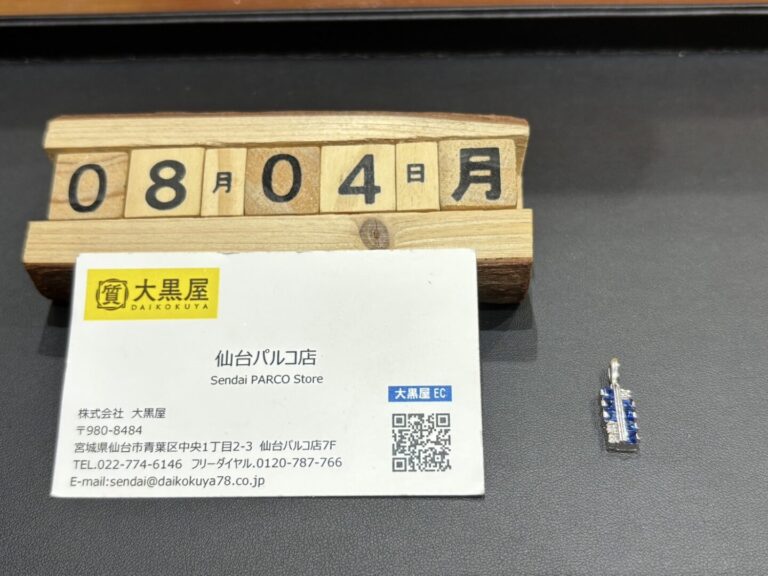 08月04日月
質 大黒屋
DAIKOKUYA
仙台パルコ店
Sendai PARCO Store
大黒屋 EC
株式会社 大黒屋
〒980-8484
宮城県仙台市青葉区中央1丁目2-3 仙台パルコ店7F
TEL.022-774-6146 フリーダイヤル.0120-787-766
E-mail:sendai@daikokuya78.co.jp